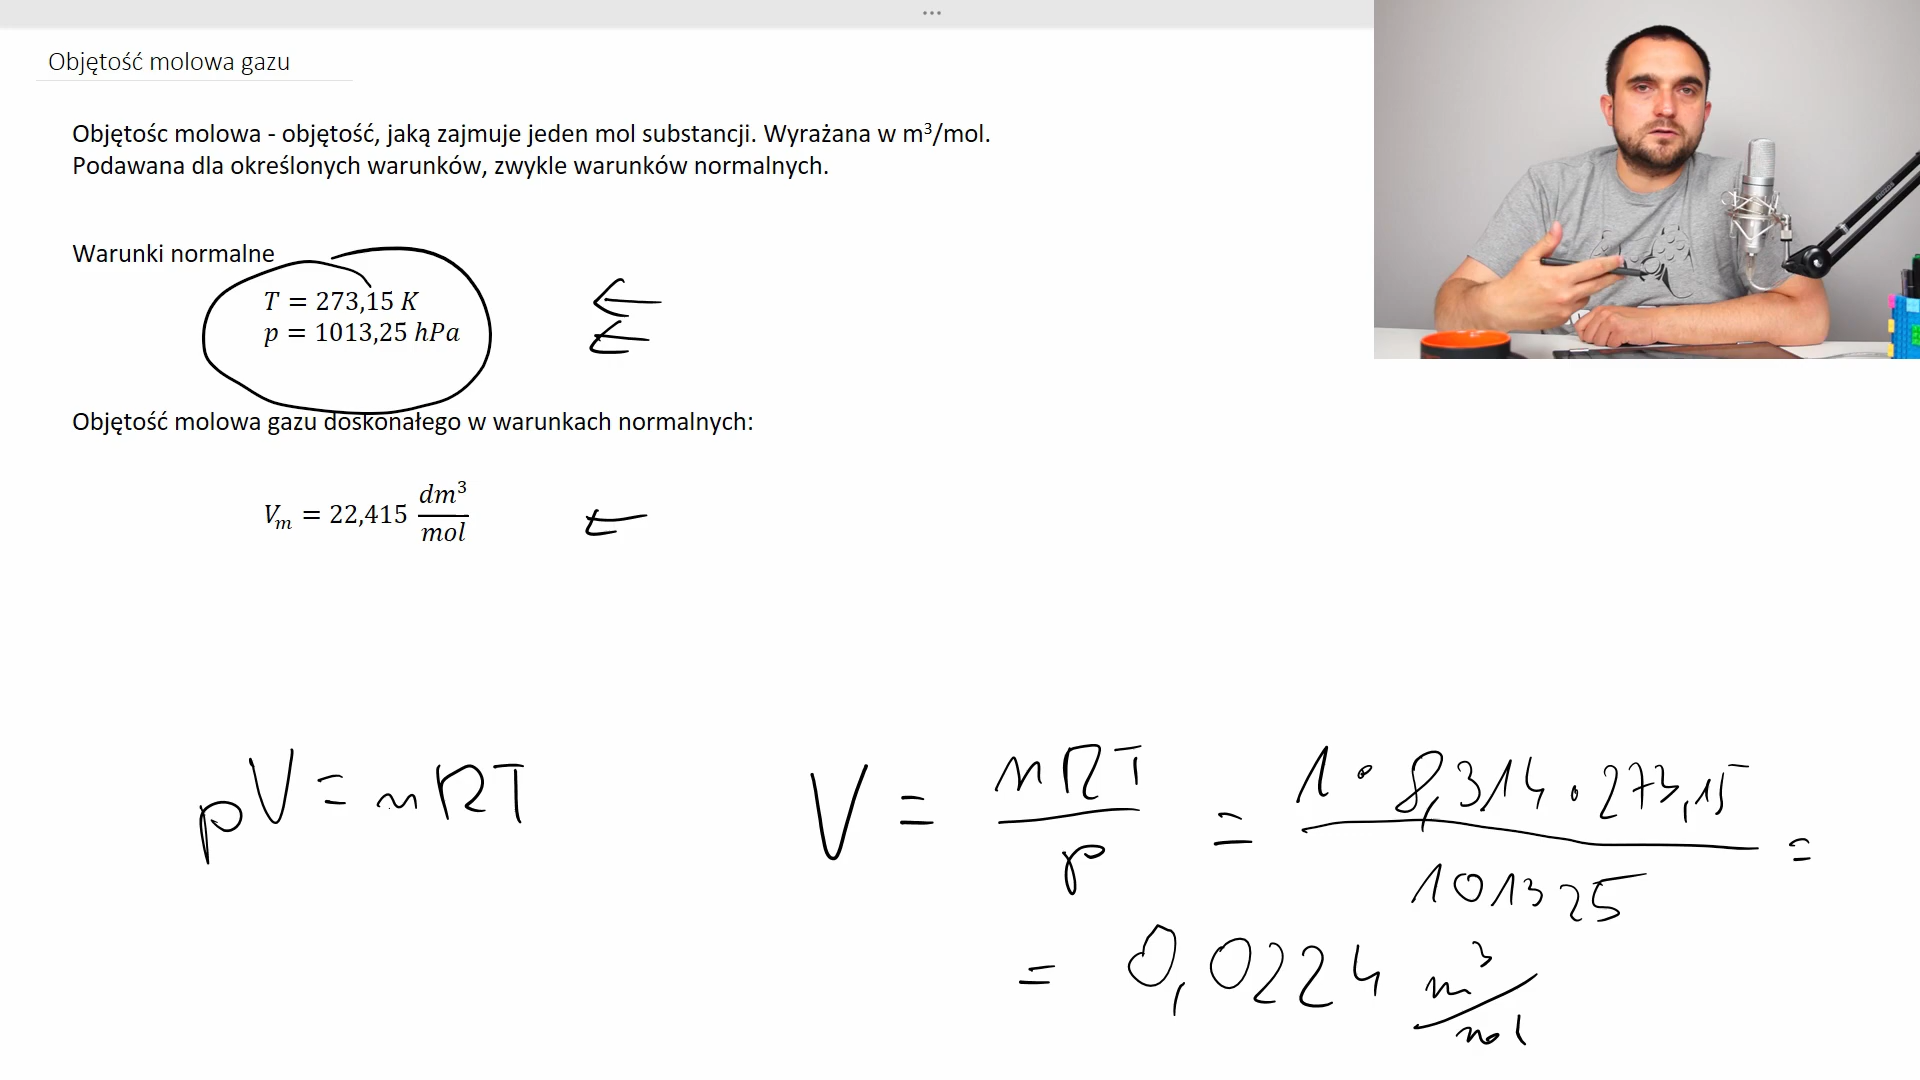 Objętość molowa gazu
Objętośc molowa - objętość, jaką zajmuje jeden mol substancji. Wyrażana w m³/mol.
Podawana dla określonych warunków, zwykle warunków normalnych.
Warunki normalne
T = 273,15 K
p = 1013,25 hPa
Objętość molowa gazu doskonałego w warunkach normalnych:
Vₘ = 22,415 dm³/mol
pV = nRT
V = nRT/p = 1 · 8,314 · 273,15/101325 =
= 0,0224 m³/mol